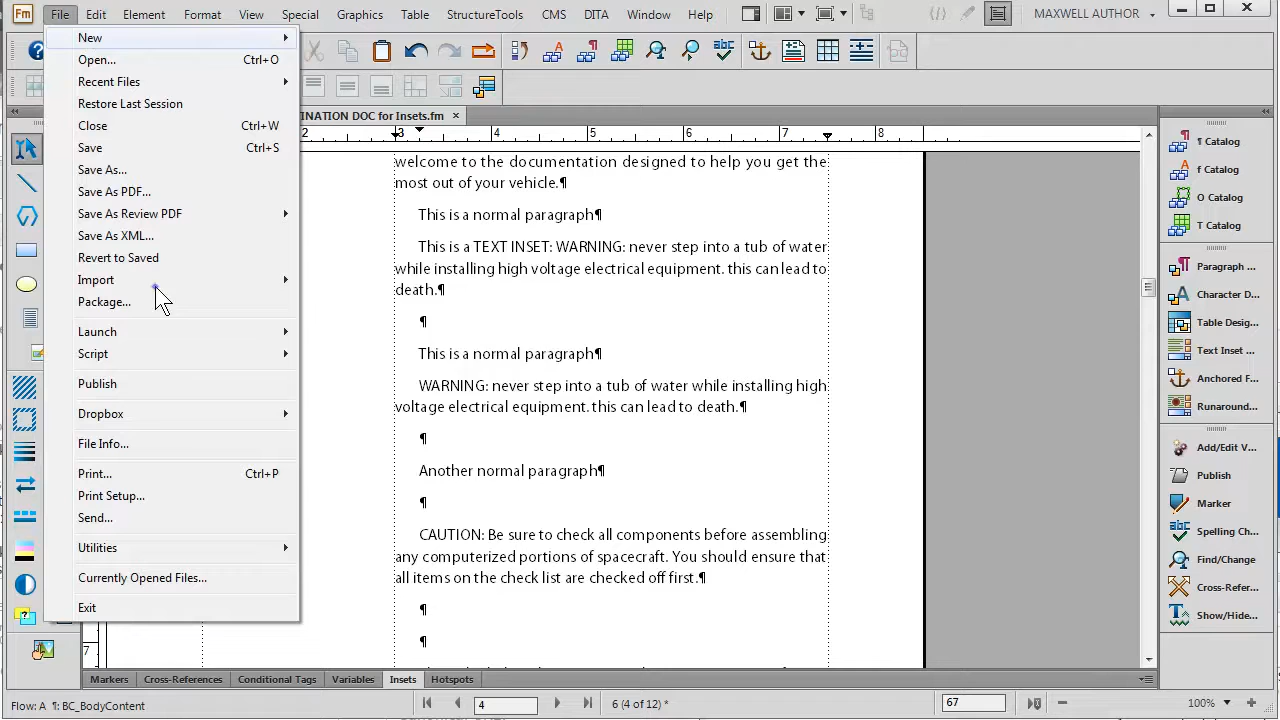 Fm File Edit Element Format View Special Graphics Table StructureTools CMS DITA Window Help MAXWELL AUTHOR
New
Open... Ctrl+O
Recent Files
Restore Last Session
Close Ctrl+W
Save Ctrl+S
Save As...
Save As PDF...
Save As Review PDF
Save As XML...
Revert to Saved
Import
Package...
Launch
Script
Publish
Dropbox
File Info...
Print... Ctrl+P
Print Setup...
Send...
Utilities
Currently Opened Files...
Exit
INATION DOC for Insets.fm
2 3 4 5 6 7 8
welcome to the documentation designed to help you get the
most out of your vehicle.¶
This is a normal paragraph¶
This is a TEXT INSET: WARNING: never step into a tub of water
while installing high voltage electrical equipment. this can lead to
death.¶
¶
This is a normal paragraph¶
WARNING: never step into a tub of water while installing high
voltage electrical equipment. this can lead to death.¶
¶
Another normal paragraph¶
¶
CAUTION: Be sure to check all components before assembling
any computerized portions of spacecraft. You should ensure that
all items on the check list are checked off first.¶
¶
¶
¶ Catalog
f Catalog
O Catalog
T Catalog
Paragraph ...
Character D...
Table Desig...
Text Inset ...
Anchored F...
Runaround...
Add/Edit V...
Publish
Marker
Spelling Ch...
Find/Change
Cross-Refer...
Show/Hide...
7
Markers Cross-References Conditional Tags Variables Insets Hotspots
Flow: A ¶: BC_BodyContent 4 6 (4 of 12) * 67 100%